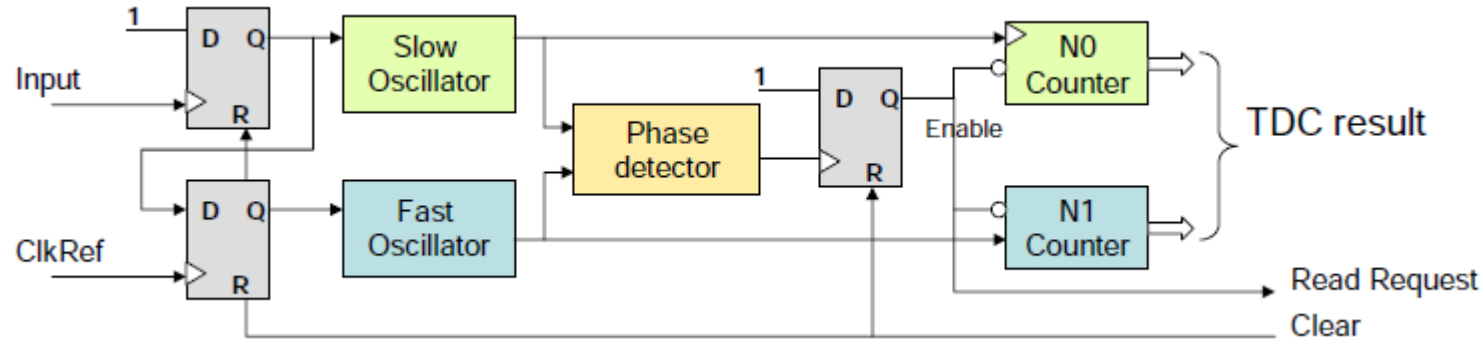 1
D Q
R
Input
Slow
Oscillator
N0
Counter
1
D Q
R
Enable
Phase
detector
TDC result
D Q
R
ClkRef
Fast
Oscillator
N1
Counter
Read Request
Clear